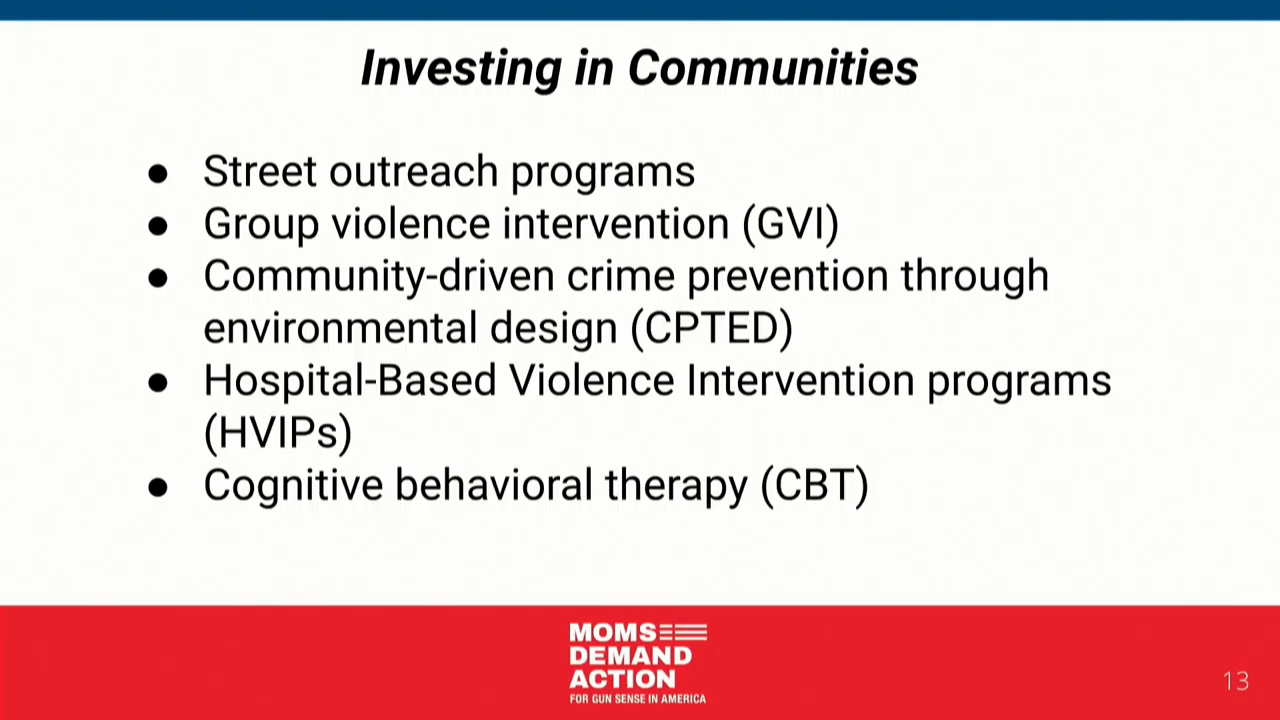 Investing in Communities
● Street outreach programs
● Group violence intervention (GVI)
● Community-driven crime prevention through
environmental design (CPTED)
● Hospital-Based Violence Intervention programs
(HVIPs)
● Cognitive behavioral therapy (CBT)
MOMS
DEMAND
ACTION
FOR GUN SENSE IN AMERICA
13